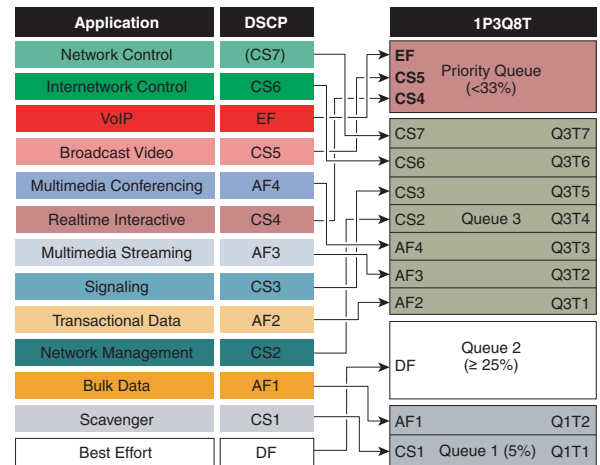 Application DSCP 1P3Q8T
Network Control (CS7)
Internetwork Control CS6
VoIP EF
Broadcast Video CS5
Multimedia Conferencing AF4
Realtime Interactive CS4
Multimedia Streaming AF3
Signaling CS3
Transactional Data AF2
Network Management CS2
Bulk Data AF1
Scavenger CS1
Best Effort DF
EF
CS5 Priority Queue
(<33%)
CS4
CS7 Q3T7
CS6 Q3T6
CS3 Q3T5
CS2 Queue 3 Q3T4
AF4 Q3T3
AF3 Q3T2
AF2 Q3T1
Queue 2
DF (≥ 25%)
AF1 Q1T2
CS1 Queue 1 (5%) Q1T1